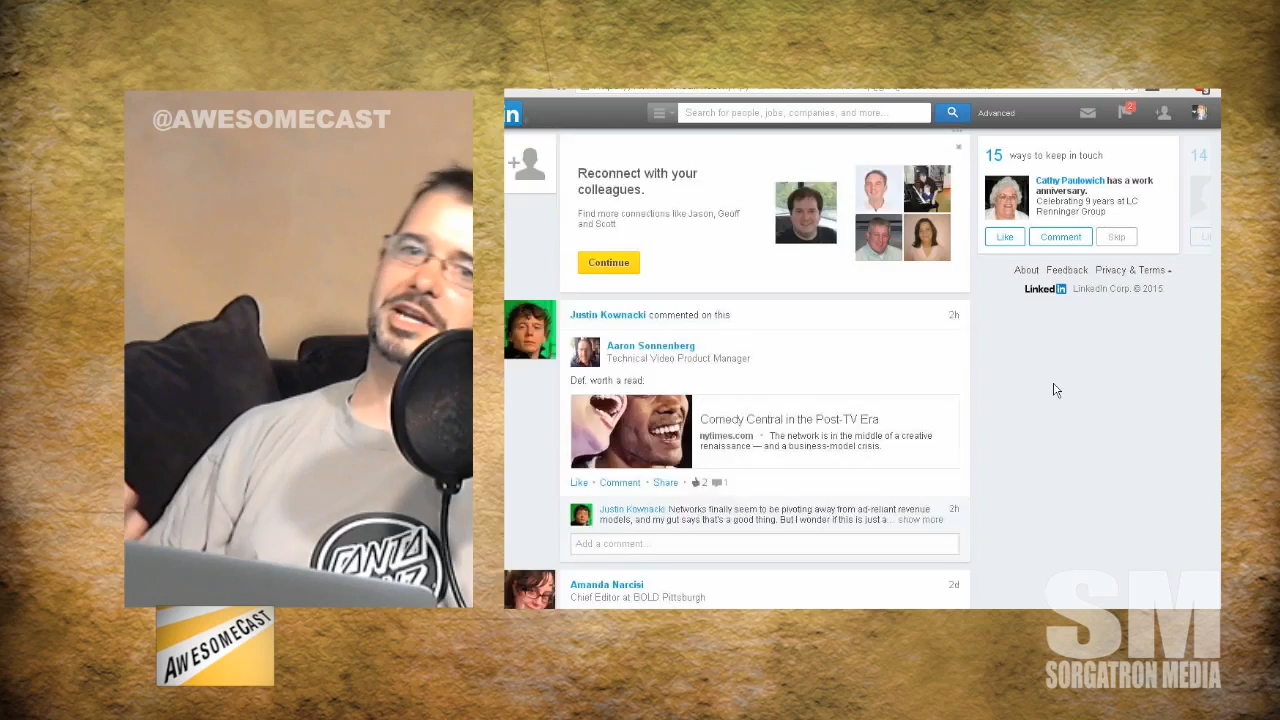 @AWESOMECAST
in
Search for people, jobs, companies, and more...
Advanced
2
Reconnect with your
colleagues.
Find more connections like Jason, Geoff
and Scott
Continue
15 ways to keep in touch
14
Cathy Paulowich has a work
anniversary.
Celebrating 9 years at LC
Renninger Group
Like
Comment
Skip
Li
About Feedback Privacy & Terms
LinkedIn LinkedIn Corp. © 2015
Justin Kownacki commented on this
2h
Aaron Sonnenberg
Technical Video Product Manager
Def. worth a read:
Comedy Central in the Post-TV Era
nytimes.com · The network is in the middle of a creative
renaissance — and a business-model crisis.
Like · Comment · Share · 2 1
Justin Kownacki Networks finally seem to be pivoting away from ad-reliant revenue
2h
models, and my gut says that's a good thing. But I wonder if this is just a... show more
Add a comment...
Amanda Narcisi
2d
Chief Editor at BOLD Pittsburgh
AWESOMECAST
SM
SORGATRON MEDIA